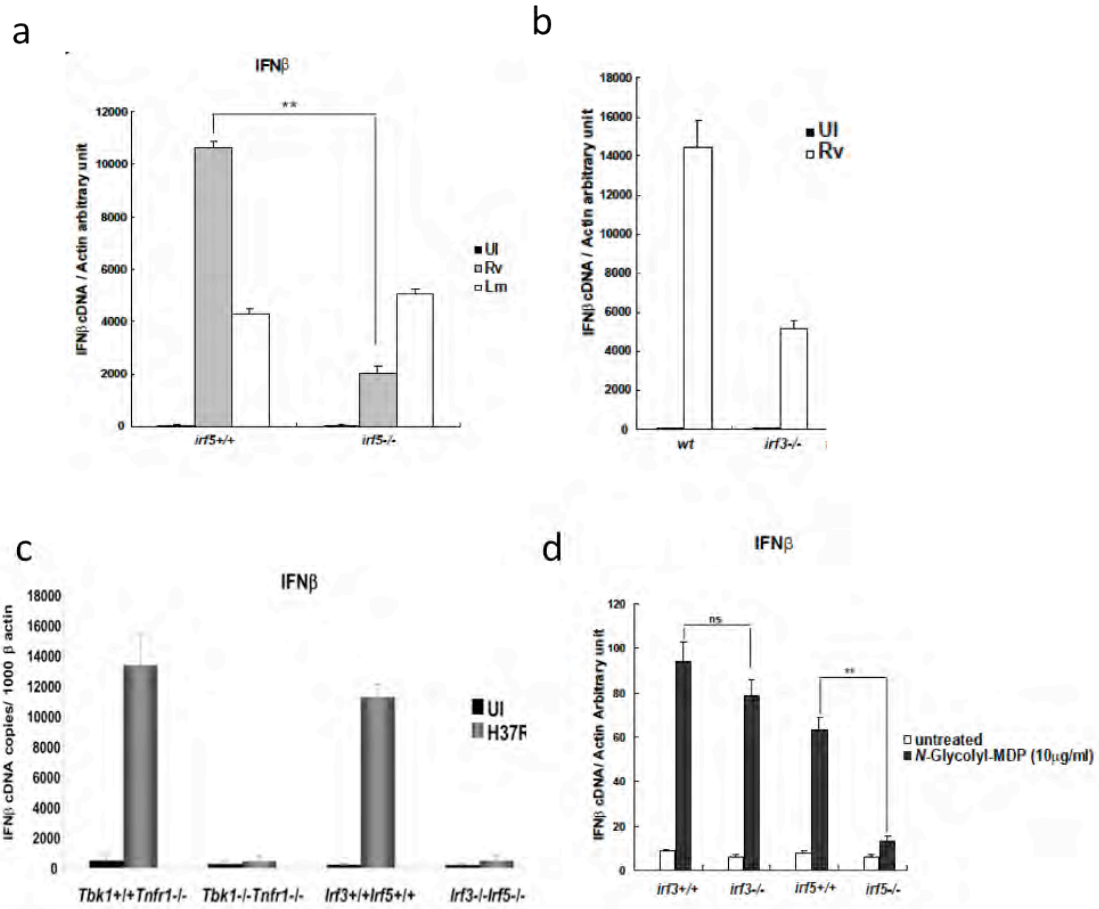 a
IFNβ
**
12000
10000
8000
6000
4000
2000
0
IFNβ cDNA / Actin arbitrary unit
UI
Rv
Lm
irf5+/+ irf5-/-
b
18000
16000
14000
12000
10000
8000
6000
4000
2000
0
IFNβ cDNA / Actin arbitrary unit
UI
Rv
wt irf3-/-
c
IFNβ
18000
16000
14000
12000
10000
8000
6000
4000
2000
0
IFNβ cDNA copies/ 1000 β actin
UI
H37R
Tbk1+/+Tnfr1-/- Tbk1-/-Tnfr1-/- Irf3+/+Irf5+/+ Irf3-/-Irf5-/-
d
IFNβ
120
100
80
60
40
20
0
IFNβ cDNA/ Actin Arbitrary unit
ns
**
untreated
N-Glycolyl-MDP (10μg/ml)
irf3+/+ irf3-/- irf5+/+ irf5-/-